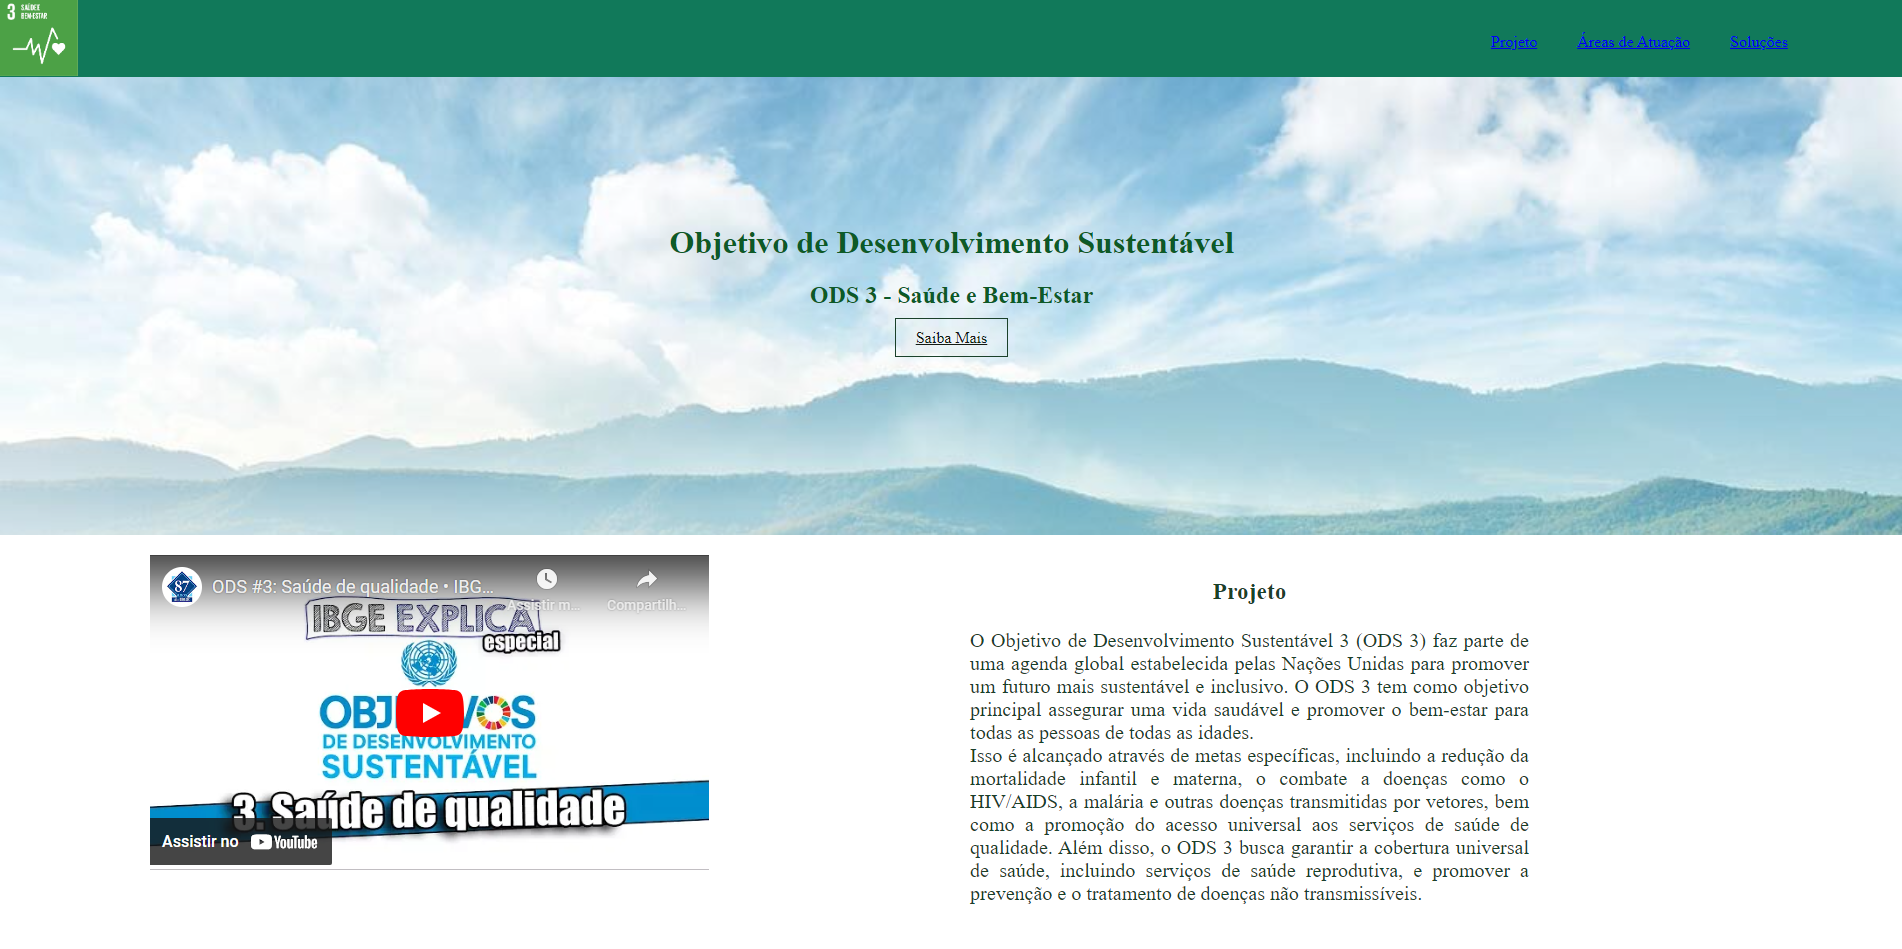 3 SAÚDE E
BEM-ESTAR
Projeto Áreas de Atuação Soluções
Objetivo de Desenvolvimento Sustentável
ODS 3 - Saúde e Bem-Estar
Saiba Mais
87
ODS #3: Saúde de qualidade • IBG...
Assistir m...
Compartilh...
IBGE EXPLICA
especial
OBJ VOS
DE DESENVOLVIMENTO
SUSTENTÁVEL
3. Saúde de qualidade
Assistir no YouTube
Projeto
O Objetivo de Desenvolvimento Sustentável 3 (ODS 3) faz parte de
uma agenda global estabelecida pelas Nações Unidas para promover
um futuro mais sustentável e inclusivo. O ODS 3 tem como objetivo
principal assegurar uma vida saudável e promover o bem-estar para
todas as pessoas de todas as idades.
Isso é alcançado através de metas específicas, incluindo a redução da
mortalidade infantil e materna, o combate a doenças como o
HIV/AIDS, a malária e outras doenças transmitidas por vetores, bem
como a promoção do acesso universal aos serviços de saúde de
qualidade. Além disso, o ODS 3 busca garantir a cobertura universal
de saúde, incluindo serviços de saúde reprodutiva, e promover a
prevenção e o tratamento de doenças não transmissíveis.